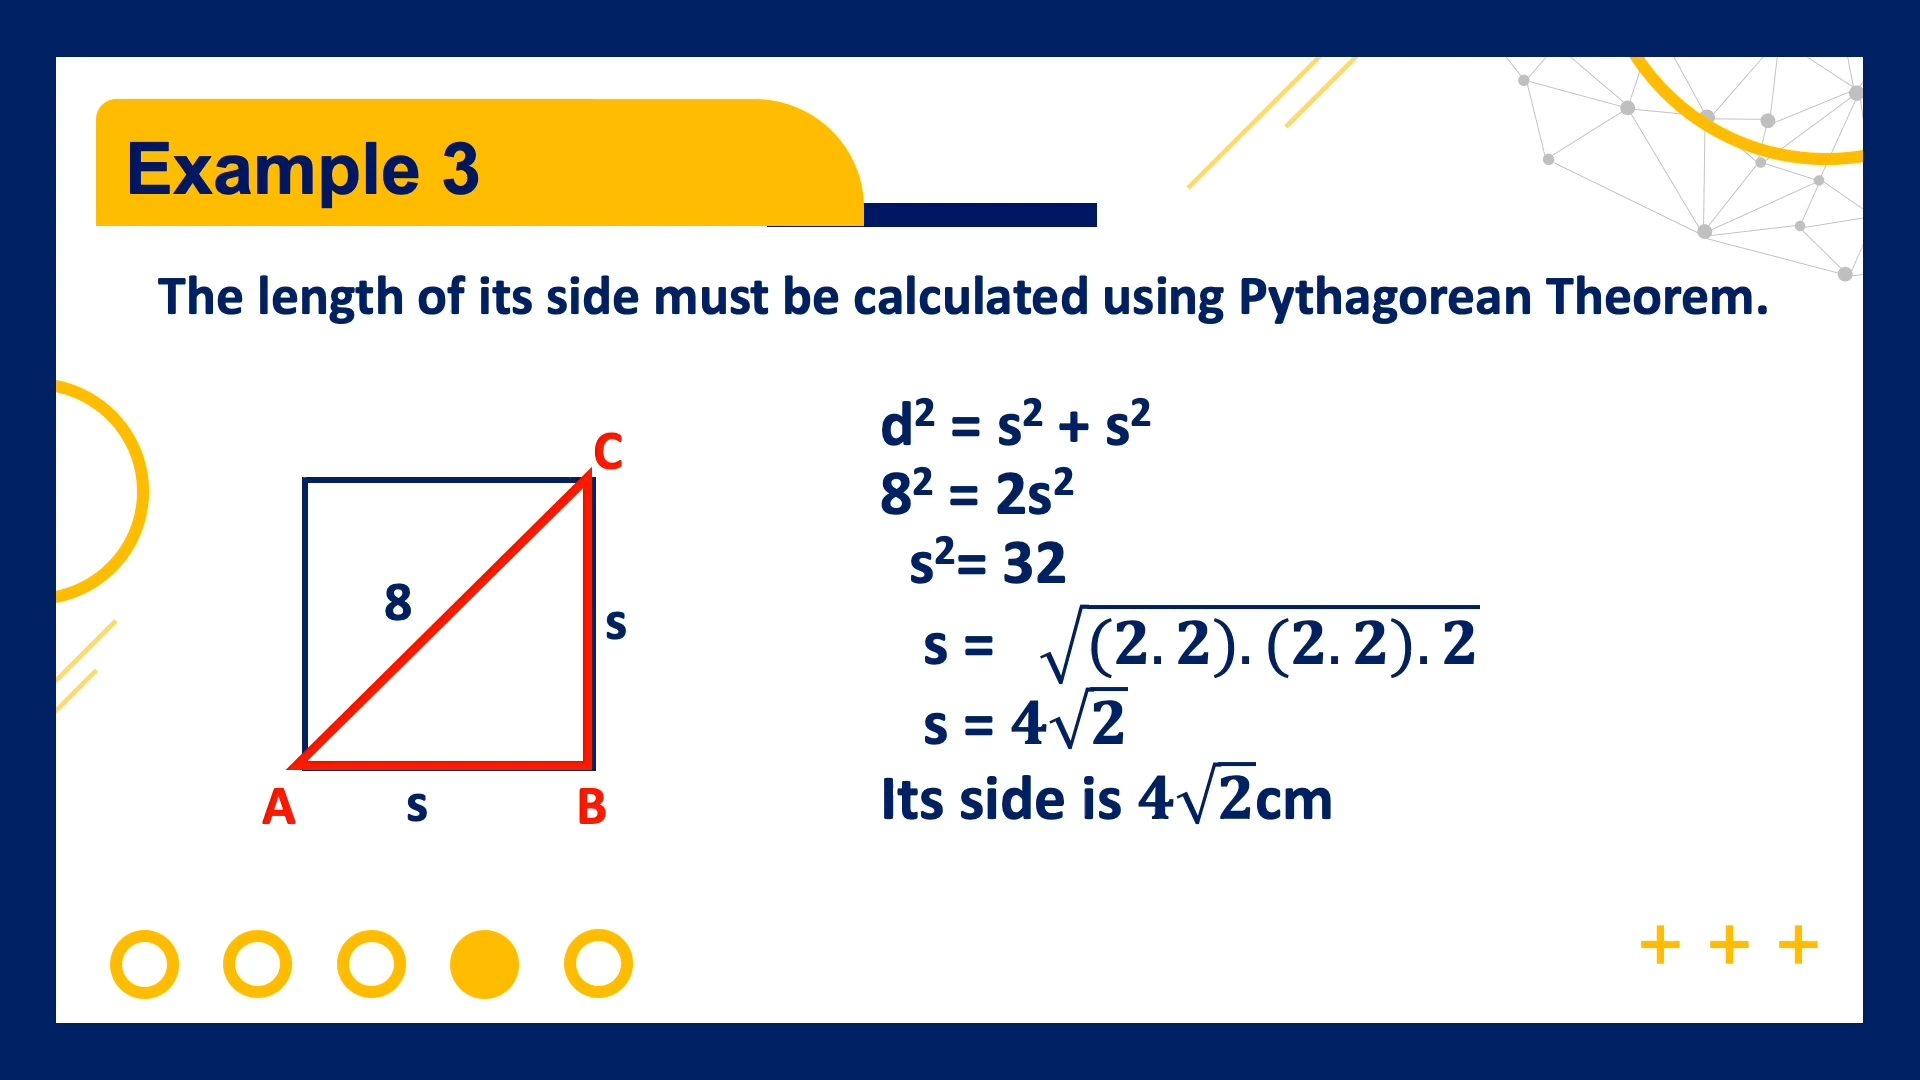 Example 3
The length of its side must be calculated using Pythagorean Theorem.
d² = s² + s²
8² = 2s²
s²= 32
s = √(2.2).(2.2).2
s = 4√2
Its side is 4√2cm
C
8
s
A
s
B